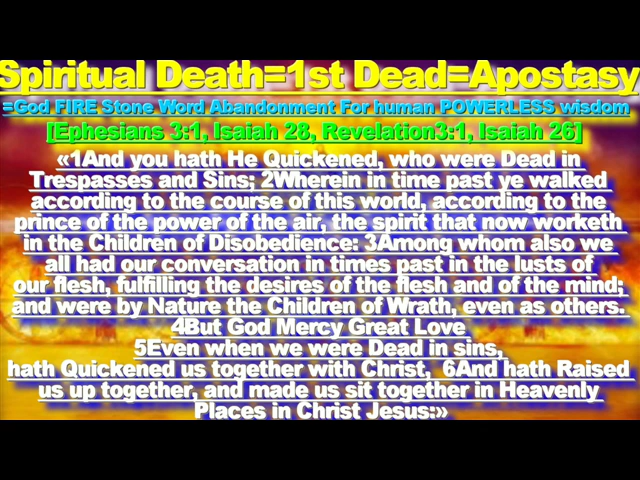 Spiritual Death=1st Dead=Apostasy
=God FIRE Stone Word Abandonment For human POWERLESS wisdom
[Ephesians 3:1, Isaiah 28, Revelation3:1, Isaiah 26]
«1And you hath He Quickened, who were Dead in
Trespasses and Sins; 2Wherein in time past ye walked
according to the course of this world, according to the
prince of the power of the air, the spirit that now worketh
in the Children of Disobedience: 3Among whom also we
all had our conversation in times past in the lusts of
our flesh, fulfilling the desires of the flesh and of the mind;
and were by Nature the Children of Wrath, even as others.
4But God Mercy Great Love
5Even when we were Dead in sins,
hath Quickened us together with Christ, 6And hath Raised
us up together, and made us sit together in Heavenly
Places in Christ Jesus:»